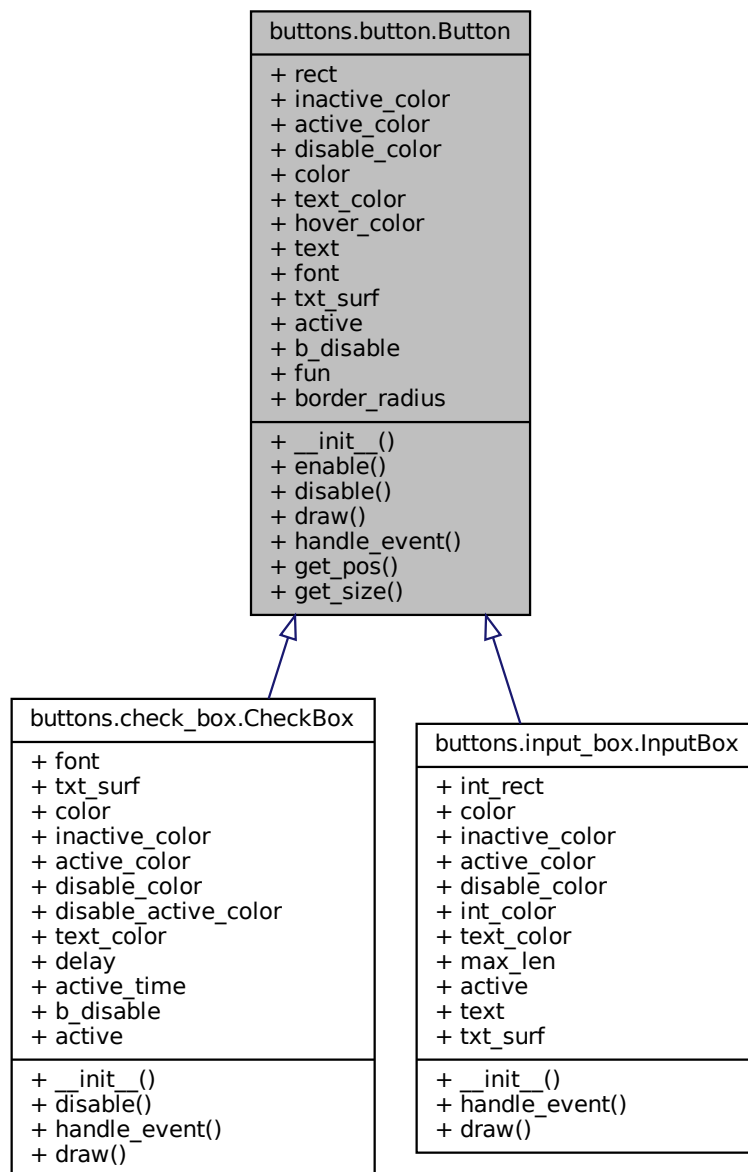 buttons.button.Button
+ rect
+ inactive_color
+ active_color
+ disable_color
+ color
+ text_color
+ hover_color
+ text
+ font
+ txt_surf
+ active
+ b_disable
+ fun
+ border_radius
+ __init__()
+ enable()
+ disable()
+ draw()
+ handle_event()
+ get_pos()
+ get_size()
buttons.check_box.CheckBox
+ font
+ txt_surf
+ color
+ inactive_color
+ active_color
+ disable_color
+ disable_active_color
+ text_color
+ delay
+ active_time
+ b_disable
+ active
+ __init__()
+ disable()
+ handle_event()
+ draw()
buttons.input_box.InputBox
+ int_rect
+ color
+ inactive_color
+ active_color
+ disable_color
+ int_color
+ text_color
+ max_len
+ active
+ text
+ txt_surf
+ __init__()
+ handle_event()
+ draw()